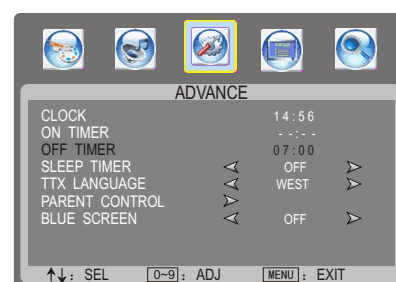 ADVANCE
CLOCK 14:56
ON TIMER --:--
OFF TIMER 07:00
SLEEP TIMER OFF
TTX LANGUAGE WEST
PARENT CONTROL
BLUE SCREEN OFF
↑↓: SEL 0~9: ADJ MENU: EXIT